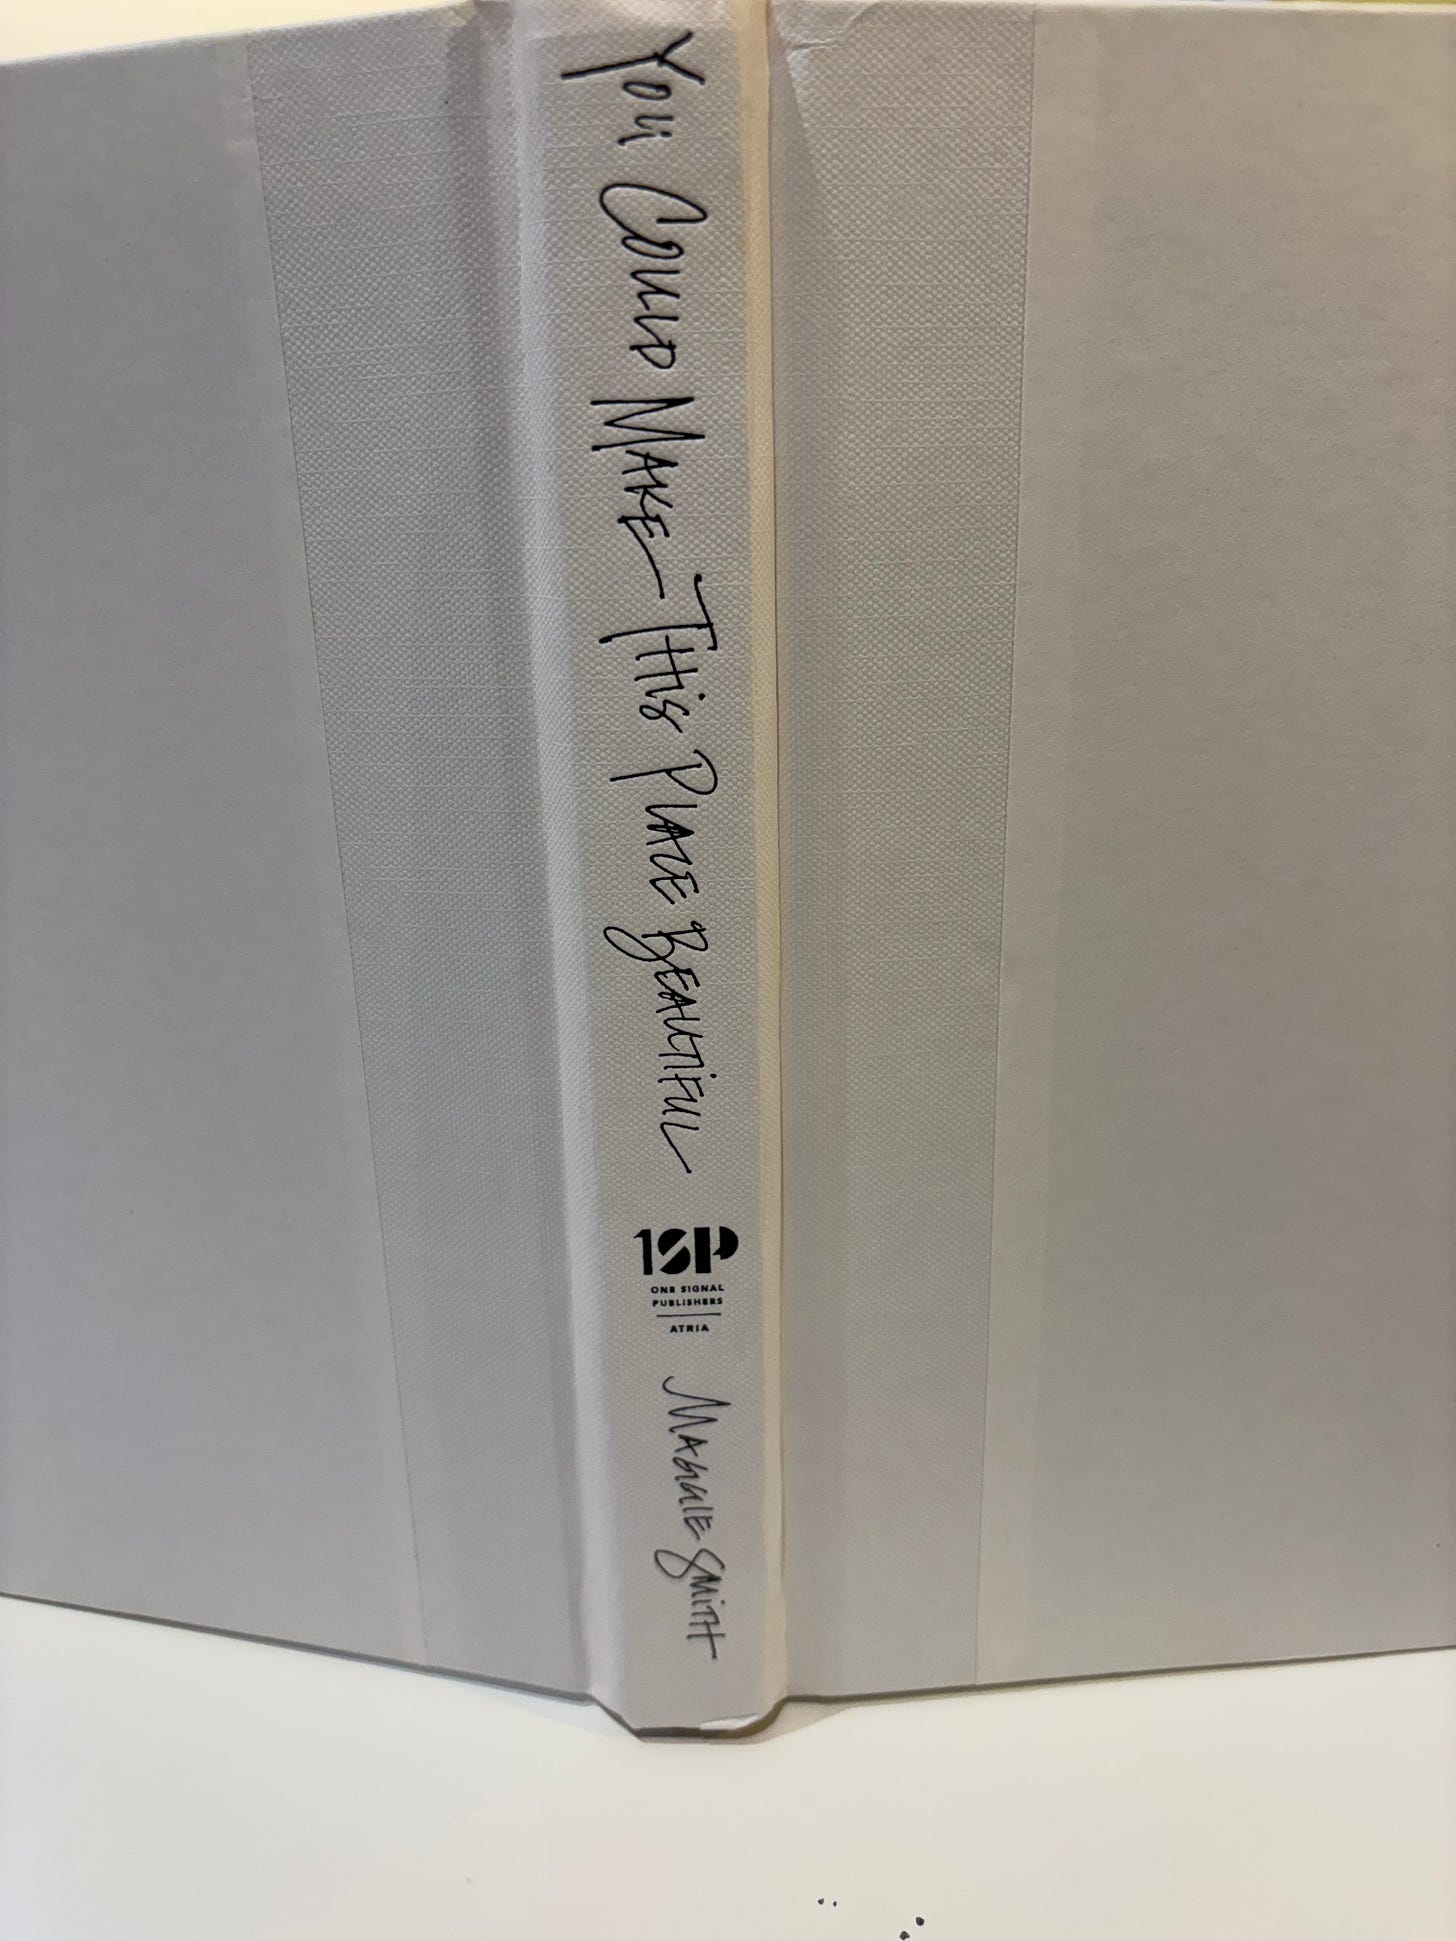 You Could Make This Place Beautiful
1SP
ONE SIGNAL
PUBLISHERS
ATRIA
Maggie Smith